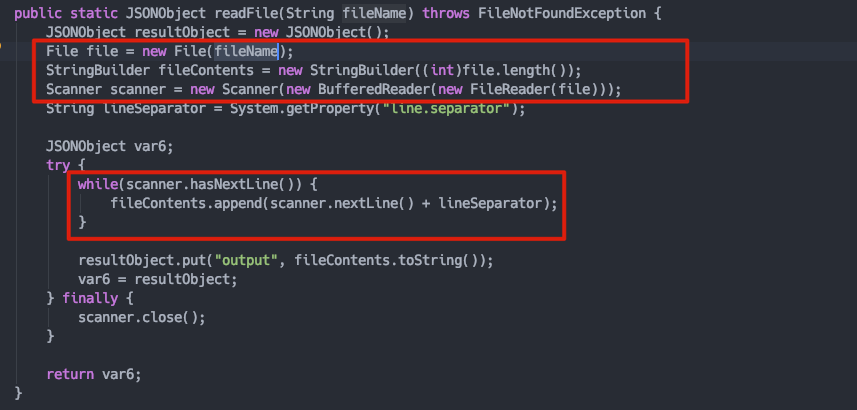 public static JSONObject readFile(String fileName) throws FileNotFoundException {
    JSONObject resultObject = new JSONObject();
    File file = new File(fileName);
    StringBuilder fileContents = new StringBuilder((int)file.length());
    Scanner scanner = new Scanner(new BufferedReader(new FileReader(file)));
    String lineSeparator = System.getProperty("line.separator");

    JSONObject var6;
    try {
        while(scanner.hasNextLine()) {
            fileContents.append(scanner.nextLine() + lineSeparator);
        }

        resultObject.put("output", fileContents.toString());
        var6 = resultObject;
    } finally {
        scanner.close();
    }

    return var6;
}